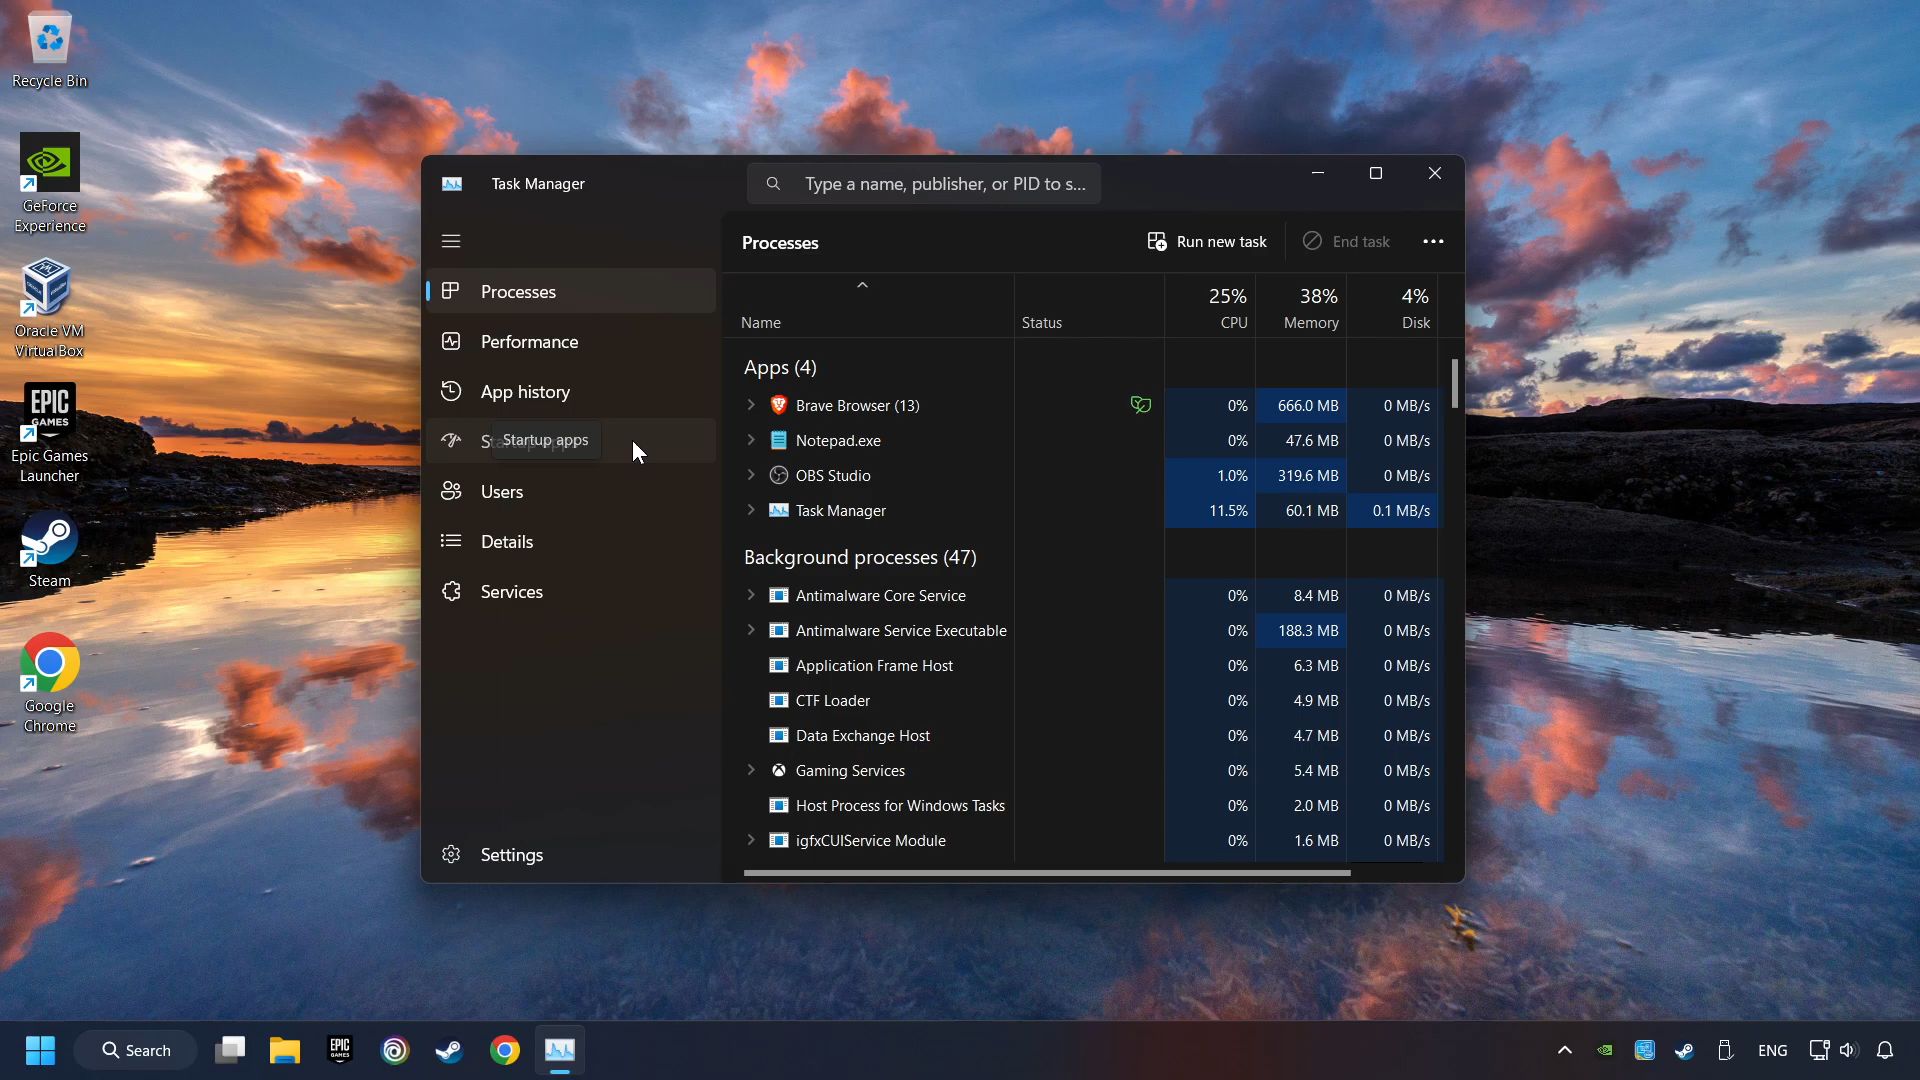 Recycle Bin
GeForce
Experience
Oracle VM
VirtualBox
EPIC
GAMES
Epic Games
Launcher
Steam
Google
Chrome
Task Manager
Type a name, publisher, or PID to s...
Processes
Performance
App history
Startup apps
Users
Details
Services
Settings
Processes
Run new task
End task
Name
Status
25%
CPU
38%
Memory
4%
Disk
Apps (4)
Brave Browser (13) 0% 666.0 MB 0 MB/s
Notepad.exe 0% 47.6 MB 0 MB/s
OBS Studio 1.0% 319.6 MB 0 MB/s
Task Manager 11.5% 60.1 MB 0.1 MB/s
Background processes (47)
Antimalware Core Service 0% 8.4 MB 0 MB/s
Antimalware Service Executable 0% 188.3 MB 0 MB/s
Application Frame Host 0% 6.3 MB 0 MB/s
CTF Loader 0% 4.9 MB 0 MB/s
Data Exchange Host 0% 4.7 MB 0 MB/s
Gaming Services 0% 5.4 MB 0 MB/s
Host Process for Windows Tasks 0% 2.0 MB 0 MB/s
igfxCUIService Module 0% 1.6 MB 0 MB/s
Search
EPIC
GAMES
ENG